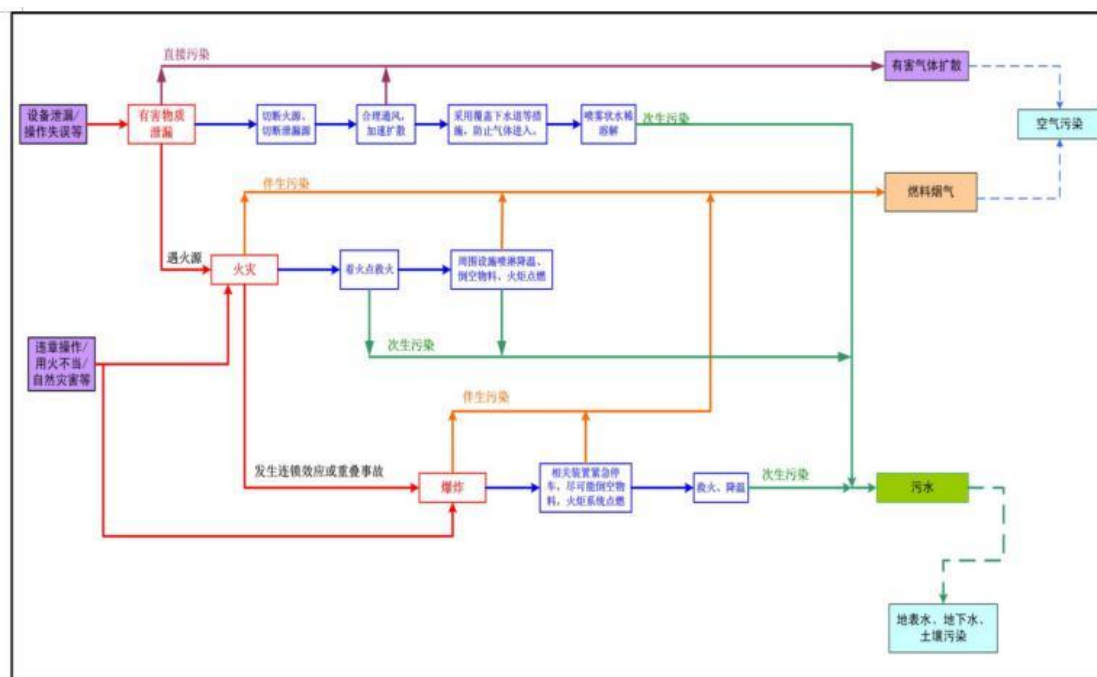 直接污染
有害气体扩散
设备泄漏/
操作失误等
有害物质
泄漏
切断火源、
切断泄漏源
合理通风，
加速扩散
采用覆盖下水道等措
施，防止气体进入。
喷雾状水稀
溶解
次生污染
空气污染
伴生污染
燃料烟气
遇火源
火灾
着火点救火
周围设施喷淋降温、
倒空物料、火炬点燃
违章操作/
用火不当/
自然灾害等
次生污染
伴生污染
发生连锁效应或重叠事故
爆炸
相关装置紧急停
车，尽可能倒空物
料，火炬系统点燃
救火、降温
次生污染
污水
地表水、地下水、
土壤污染